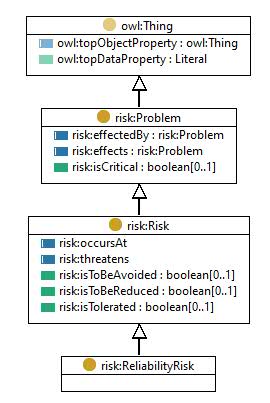 owl:Thing
owl:topObjectProperty : owl:Thing
owl:topDataProperty : Literal
risk:Problem
risk:effectedBy : risk:Problem
risk:effects : risk:Problem
risk:isCritical : boolean[0..1]
risk:Risk
risk:occursAt
risk:threatens
risk:isToBeAvoided : boolean[0..1]
risk:isToBeReduced : boolean[0..1]
risk:isTolerated : boolean[0..1]
risk:ReliabilityRisk